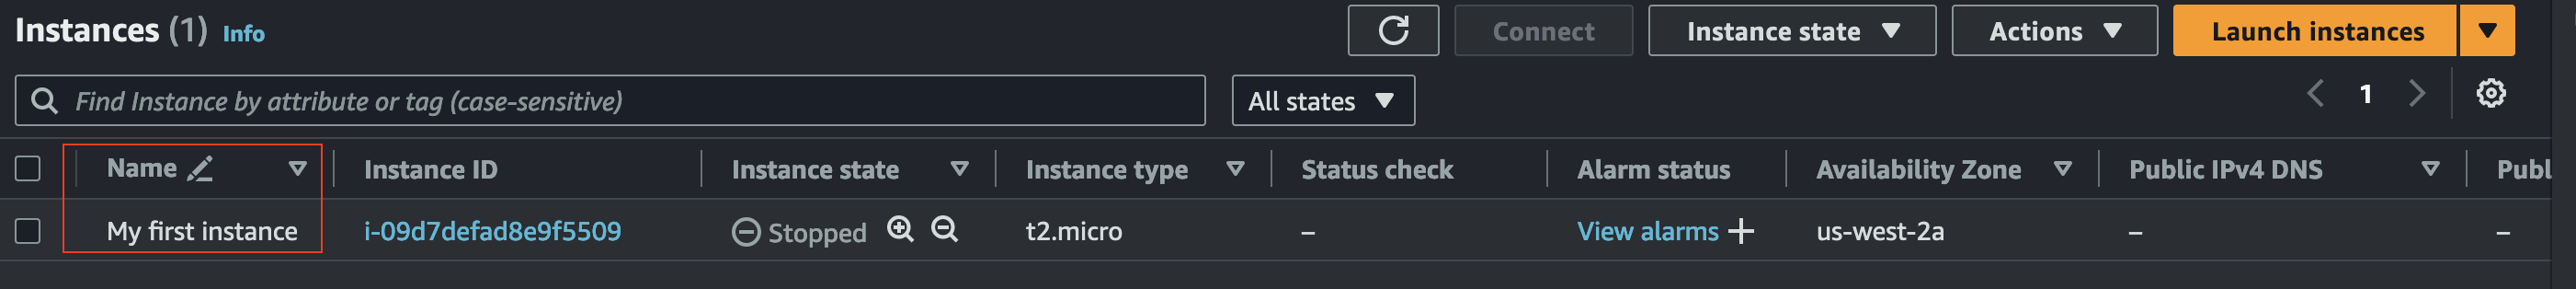 Instances (1) Info Connect Instance state Actions Launch instances
Find Instance by attribute or tag (case-sensitive) All states 1
Name Instance ID Instance state Instance type Status check Alarm status Availability Zone Public IPv4 DNS Publ
My first instance i-09d7defad8e9f5509 Stopped t2.micro – View alarms + us-west-2a – –